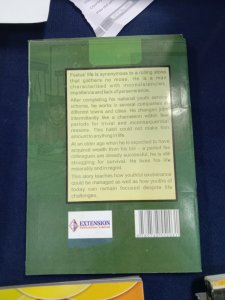 Festus' life is synonymous to a rolling stone
that gathers no moss. He is a man
characterised with inconsistencies,
impatience and lack of perseverance.
After completing his national youth service
scheme, he works in several companies in
different towns and cities. He changes jobs
intermittently like a chameleon within few
periods for trivial and inconsequential
reasons. This habit could not make him
amount to anything in life.
At an older age when he is expected to have
acquired wealth from his toil - a period his
colleagues are already successful, he is still
struggling for survival. He lives his life
miserably and in regret.
This story teaches how youthful exuberance
could be managed as well as how youths of
today can remain focused despite life
challenges.
EXTENSION